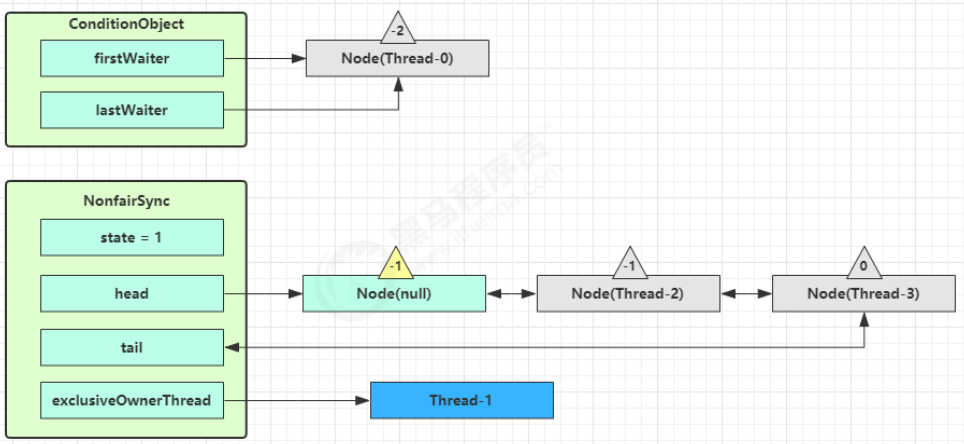 ConditionObject
-2
firstWaiter
Node(Thread-0)
lastWaiter
黑马程序员
www.itheima.com
NonfairSync
state = 1
-1
-1
0
head
Node(null)
Node(Thread-2)
Node(Thread-3)
tail
exclusiveOwnerThread
Thread-1